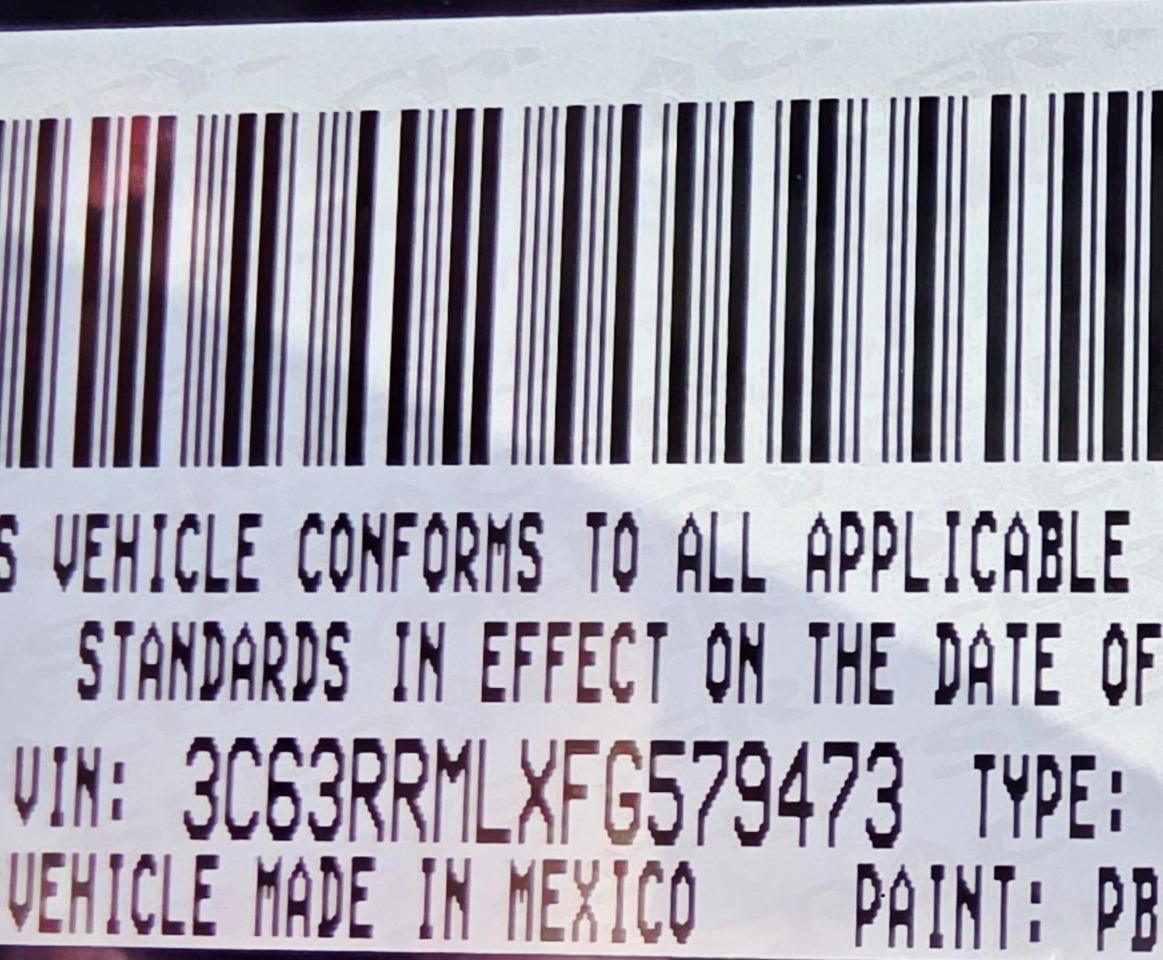 S VEHICLE CONFORMS TO ALL APPLICABLE
STANDARDS IN EFFECT ON THE DATE OF
VIN: 3C63RRMLXFG579473 TYPE:
VEHICLE MADE IN MEXICO PAINT: PB